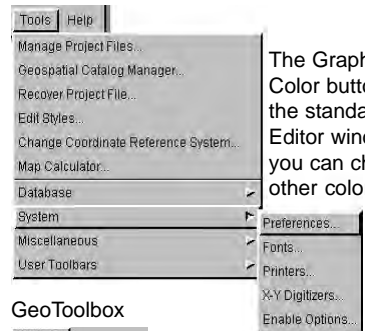 Tools Help
Manage Project Files...
Geospatial Catalog Manager...
Recover Project File...
Edit Styles...
Change Coordinate Reference System...
Map Calculator...
Database
System
Miscellaneous
User Toolbars
Preferences...
Fonts...
Printers...
X-Y Digitizers...
Enable Options...
The Graph
Color butto
the standa
Editor wind
you can ch
other colo
GeoToolbox